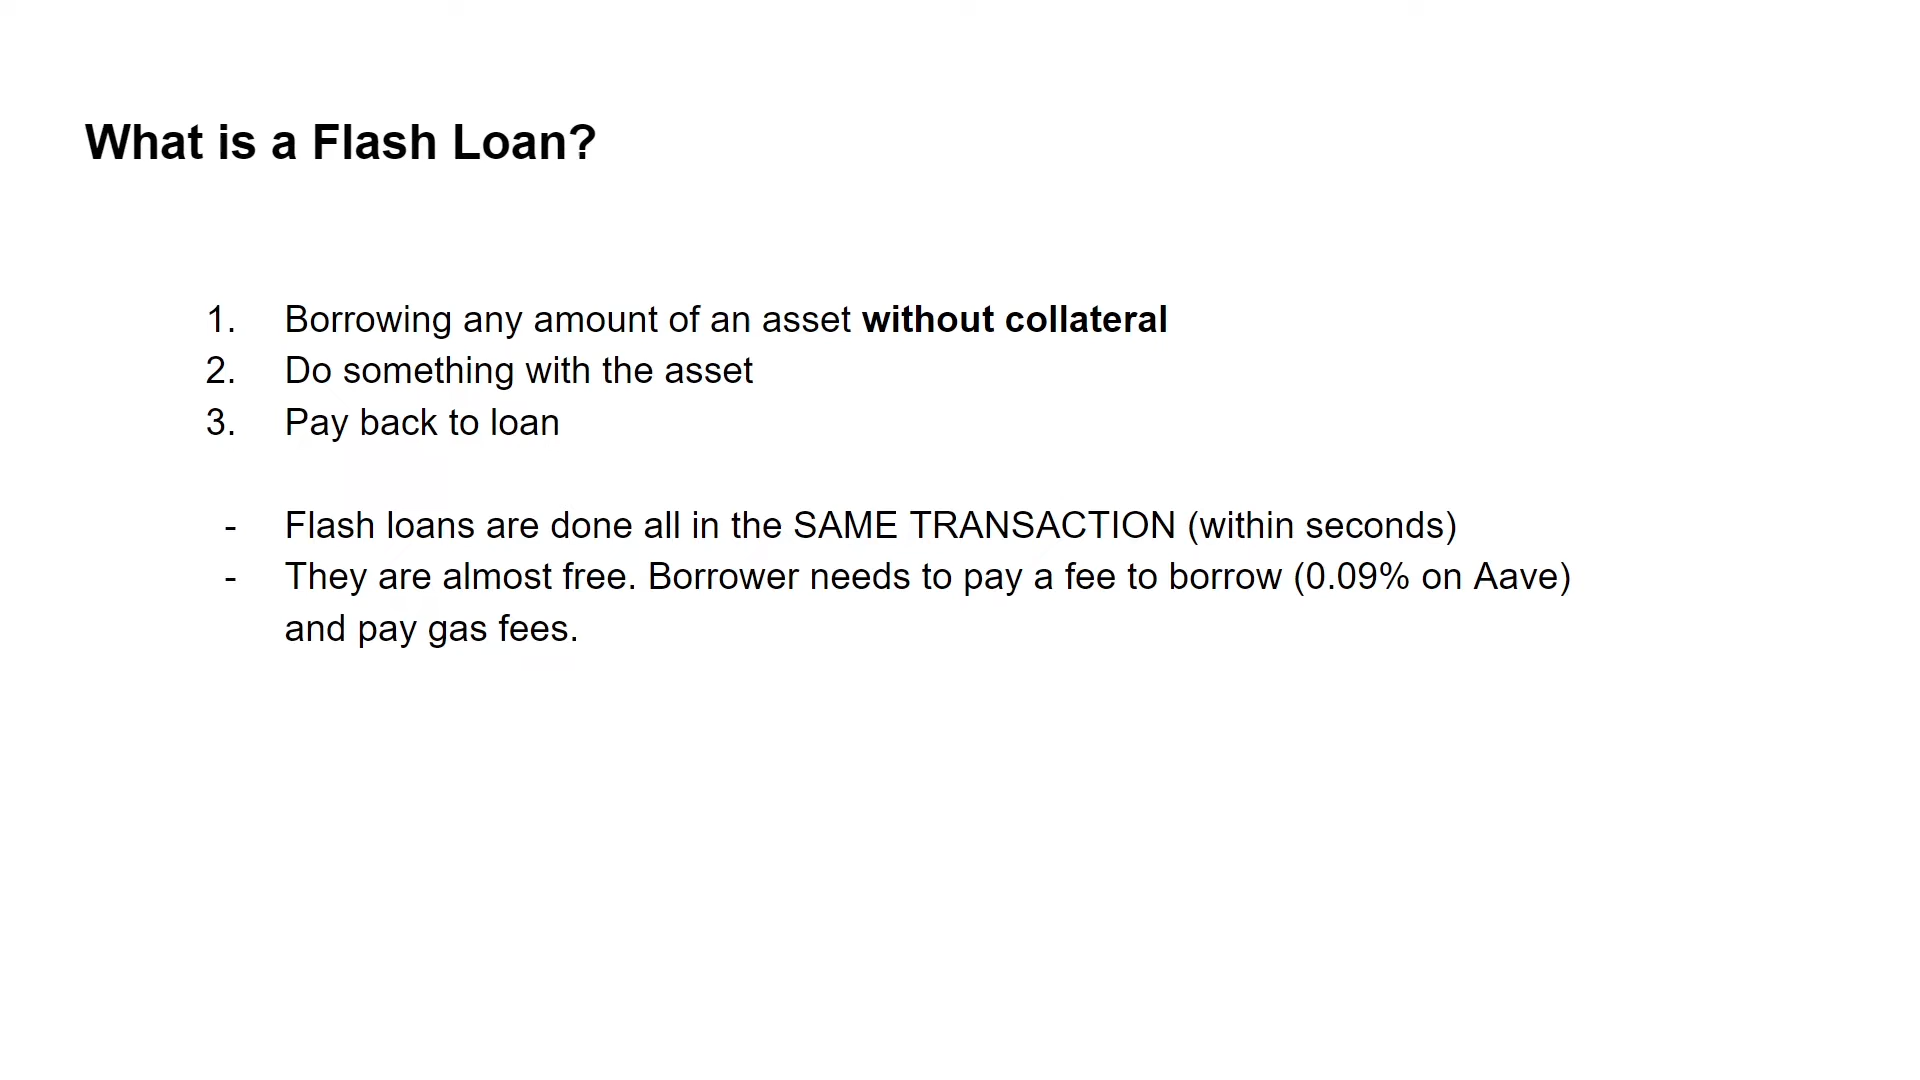 What is a Flash Loan?
1. Borrowing any amount of an asset without collateral
2. Do something with the asset
3. Pay back to loan
- Flash loans are done all in the SAME TRANSACTION (within seconds)
- They are almost free. Borrower needs to pay a fee to borrow (0.09% on Aave)
and pay gas fees.